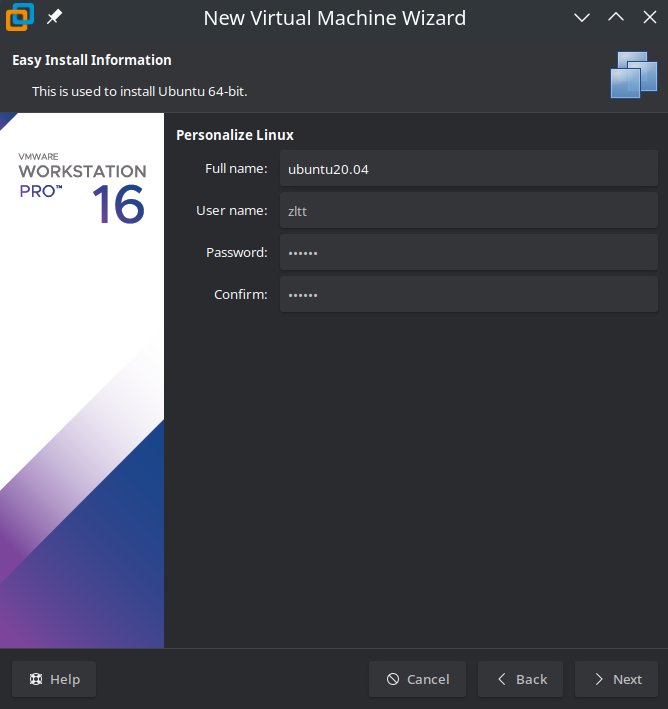 New Virtual Machine Wizard
Easy Install Information
This is used to install Ubuntu 64-bit.
VMWARE
WORKSTATION
PRO™ 16
Personalize Linux
Full name: ubuntu20.04
User name: zltt
Password: ••••••
Confirm: ••••••
Help Cancel Back Next